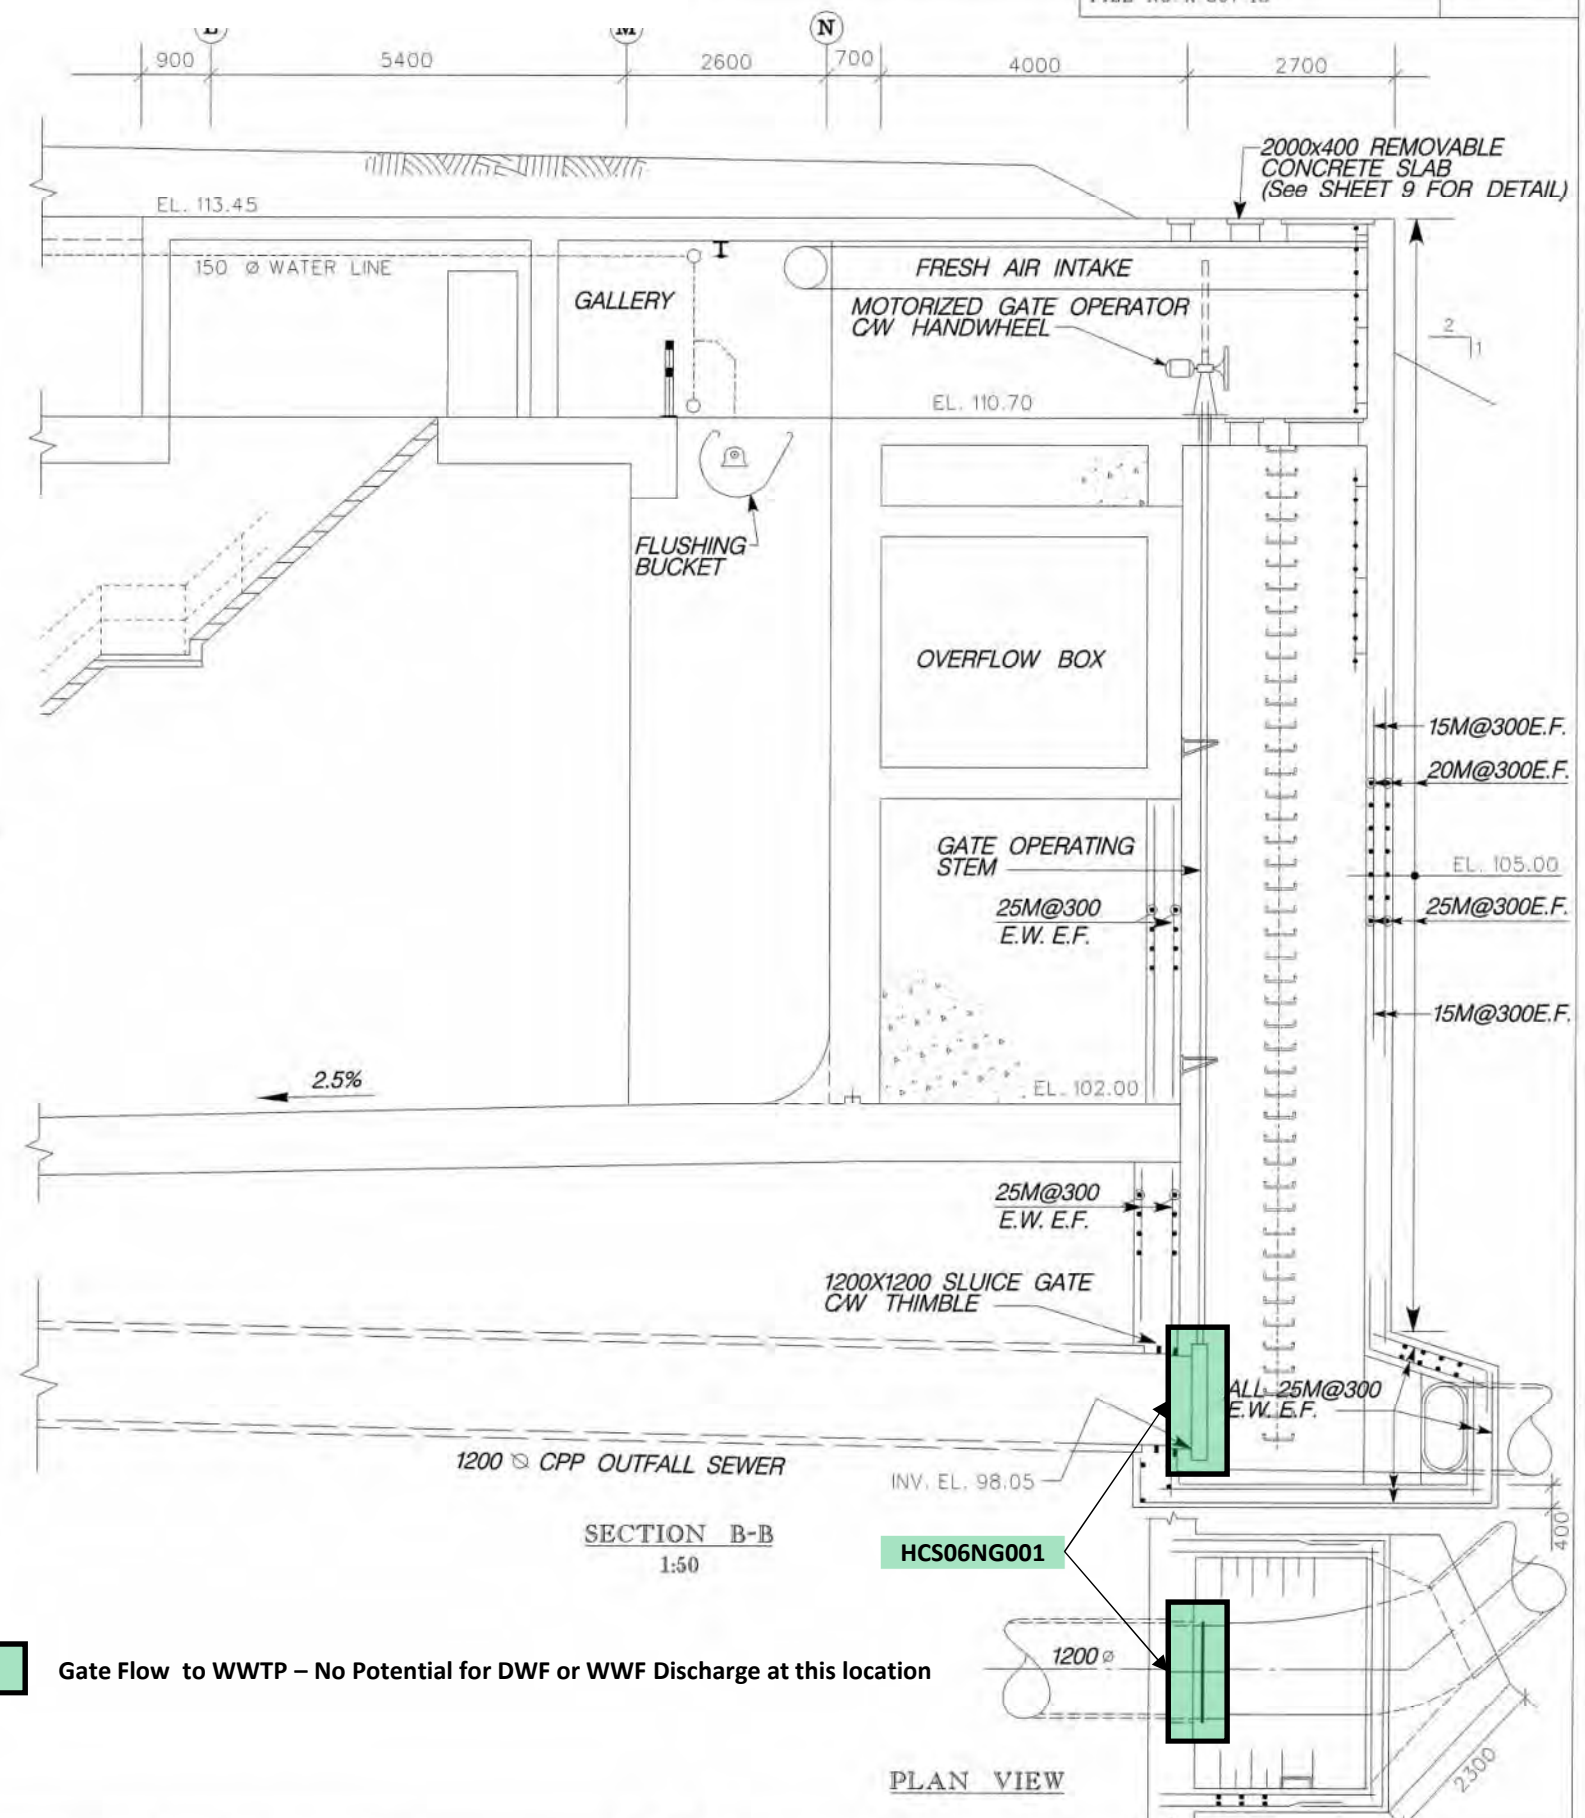 N
900
5400
2600
700
4000
2700
2000x400 REMOVABLE
CONCRETE SLAB
(See SHEET 9 FOR DETAIL)
EL. 113.45
150 Ø WATER LINE
GALLERY
FRESH AIR INTAKE
MOTORIZED GATE OPERATOR
C/W HANDWHEEL
2
1
EL. 110.70
FLUSHING
BUCKET
OVERFLOW BOX
15M@300E.F.
20M@300E.F.
GATE OPERATING
STEM
EL. 105.00
25M@300
E.W. E.F.
25M@300E.F.
15M@300E.F.
2.5%
EL. 102.00
25M@300
E.W. E.F.
1200X1200 SLUICE GATE
C/W THIMBLE
ALL 25M@300
E.W. E.F.
1200 Ø CPP OUTFALL SEWER
INV. EL. 98.05
400
SECTION B-B
1:50
HCS06NG001
1200 Ø
Gate Flow to WWTP – No Potential for DWF or WWF Discharge at this location
2300
PLAN VIEW